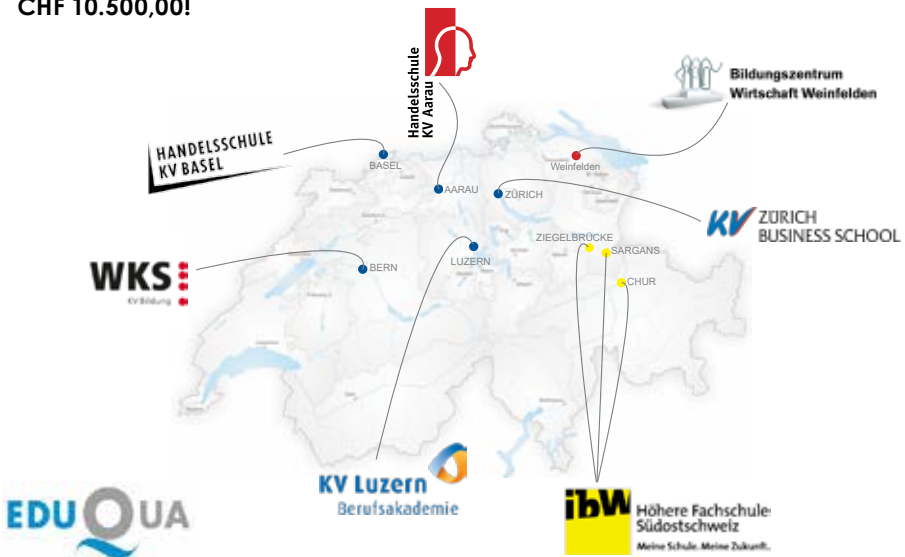 CHF 10.500,00!
Handelsschule
KV Aarau
Bildungszentrum
Wirtschaft Weinfelden
HANDELSSCHULE
KV BASEL
BASEL
Weinfelden
AARAU
ZÜRICH
KV ZÜRICH
BUSINESS SCHOOL
ZIEGELBRÜCKE
SARGANS
LUZERN
BERN
CHUR
WKS
KV Bildung
KV Luzern
Berufsakademie
EDUQUA
ibW Höhere Fachschule
Südostschweiz
Meine Schule. Meine Zukunft.